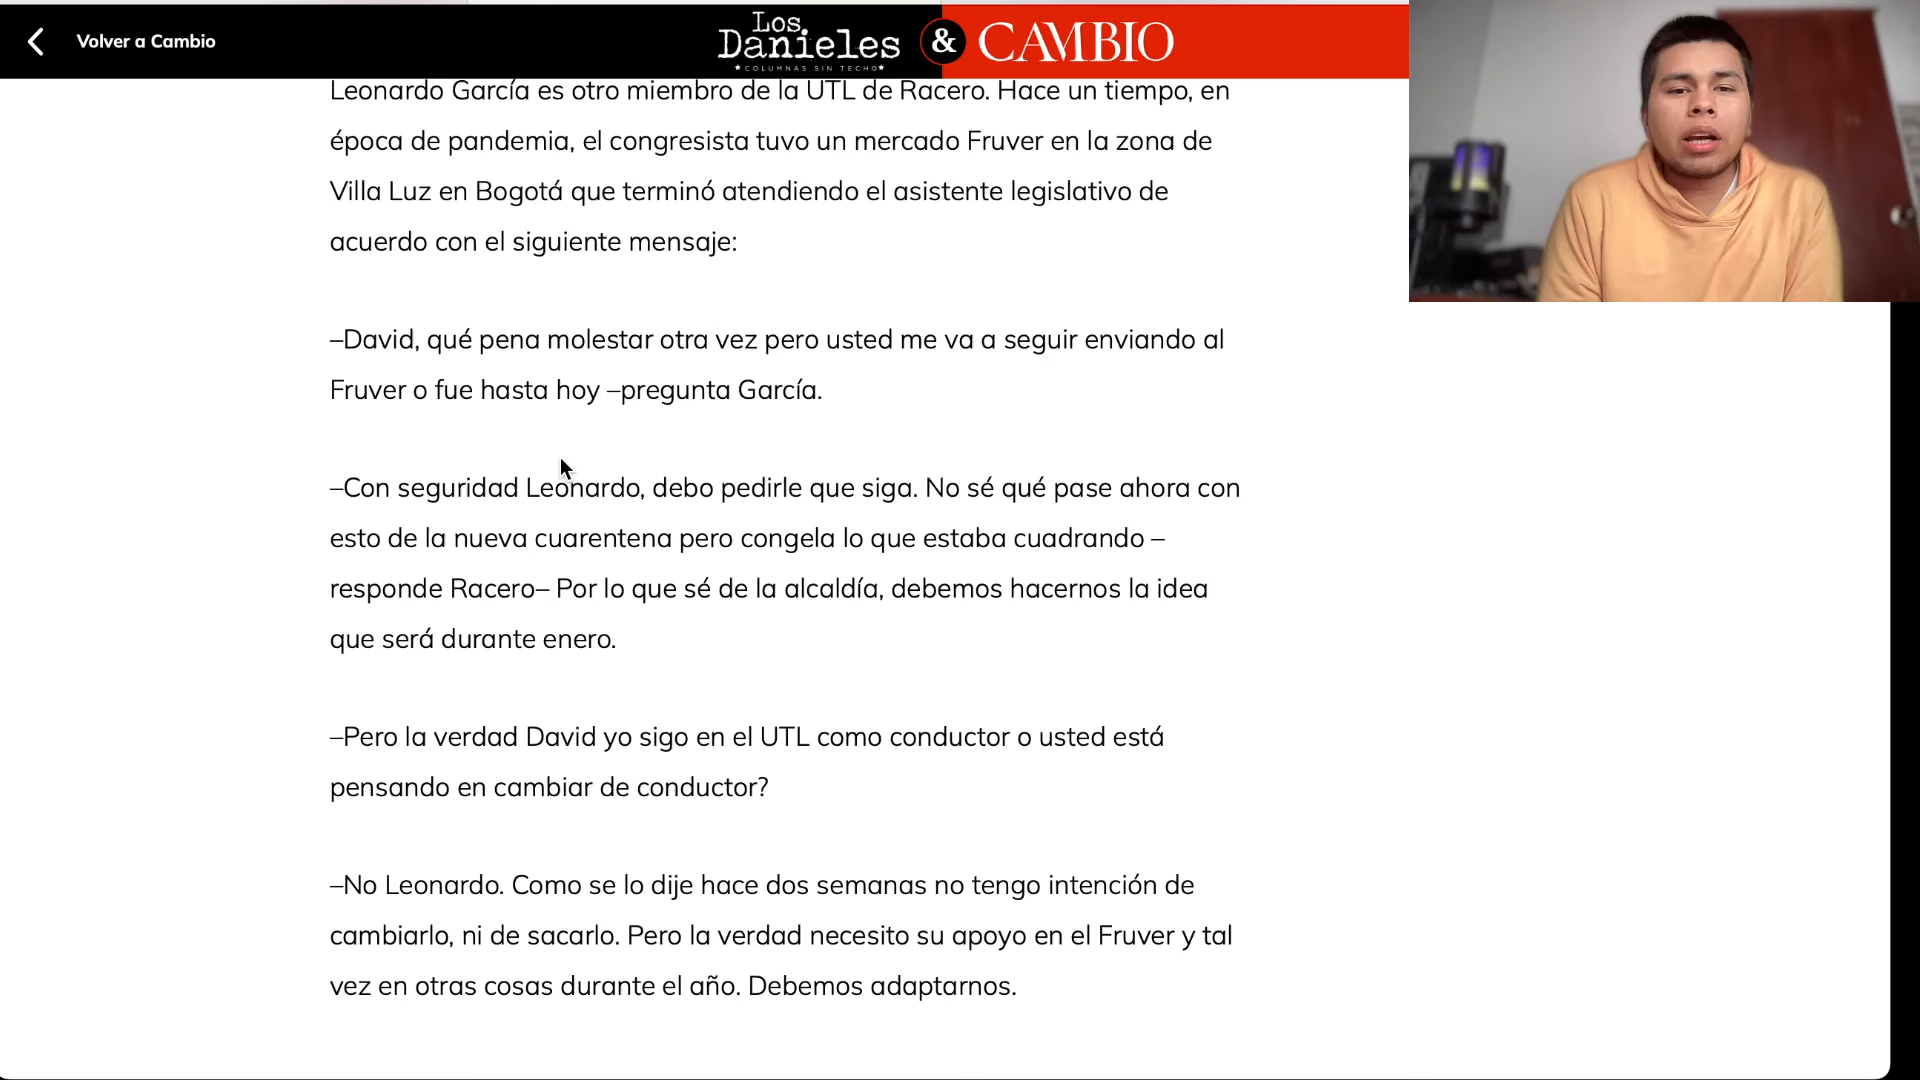 Volver a Cambio
Los
Danieles
★COLUMNAS SIN TECHO★
&
CAMBIO
Leonardo García es otro miembro de la UTL de Racero. Hace un tiempo, en
época de pandemia, el congresista tuvo un mercado Fruver en la zona de
Villa Luz en Bogotá que terminó atendiendo el asistente legislativo de
acuerdo con el siguiente mensaje:
–David, qué pena molestar otra vez pero usted me va a seguir enviando al
Fruver o fue hasta hoy –pregunta García.
–Con seguridad Leonardo, debo pedirle que siga. No sé qué pase ahora con
esto de la nueva cuarentena pero congela lo que estaba cuadrando –
responde Racero– Por lo que sé de la alcaldía, debemos hacernos la idea
que será durante enero.
–Pero la verdad David yo sigo en el UTL como conductor o usted está
pensando en cambiar de conductor?
–No Leonardo. Como se lo dije hace dos semanas no tengo intención de
cambiarlo, ni de sacarlo. Pero la verdad necesito su apoyo en el Fruver y tal
vez en otras cosas durante el año. Debemos adaptarnos.